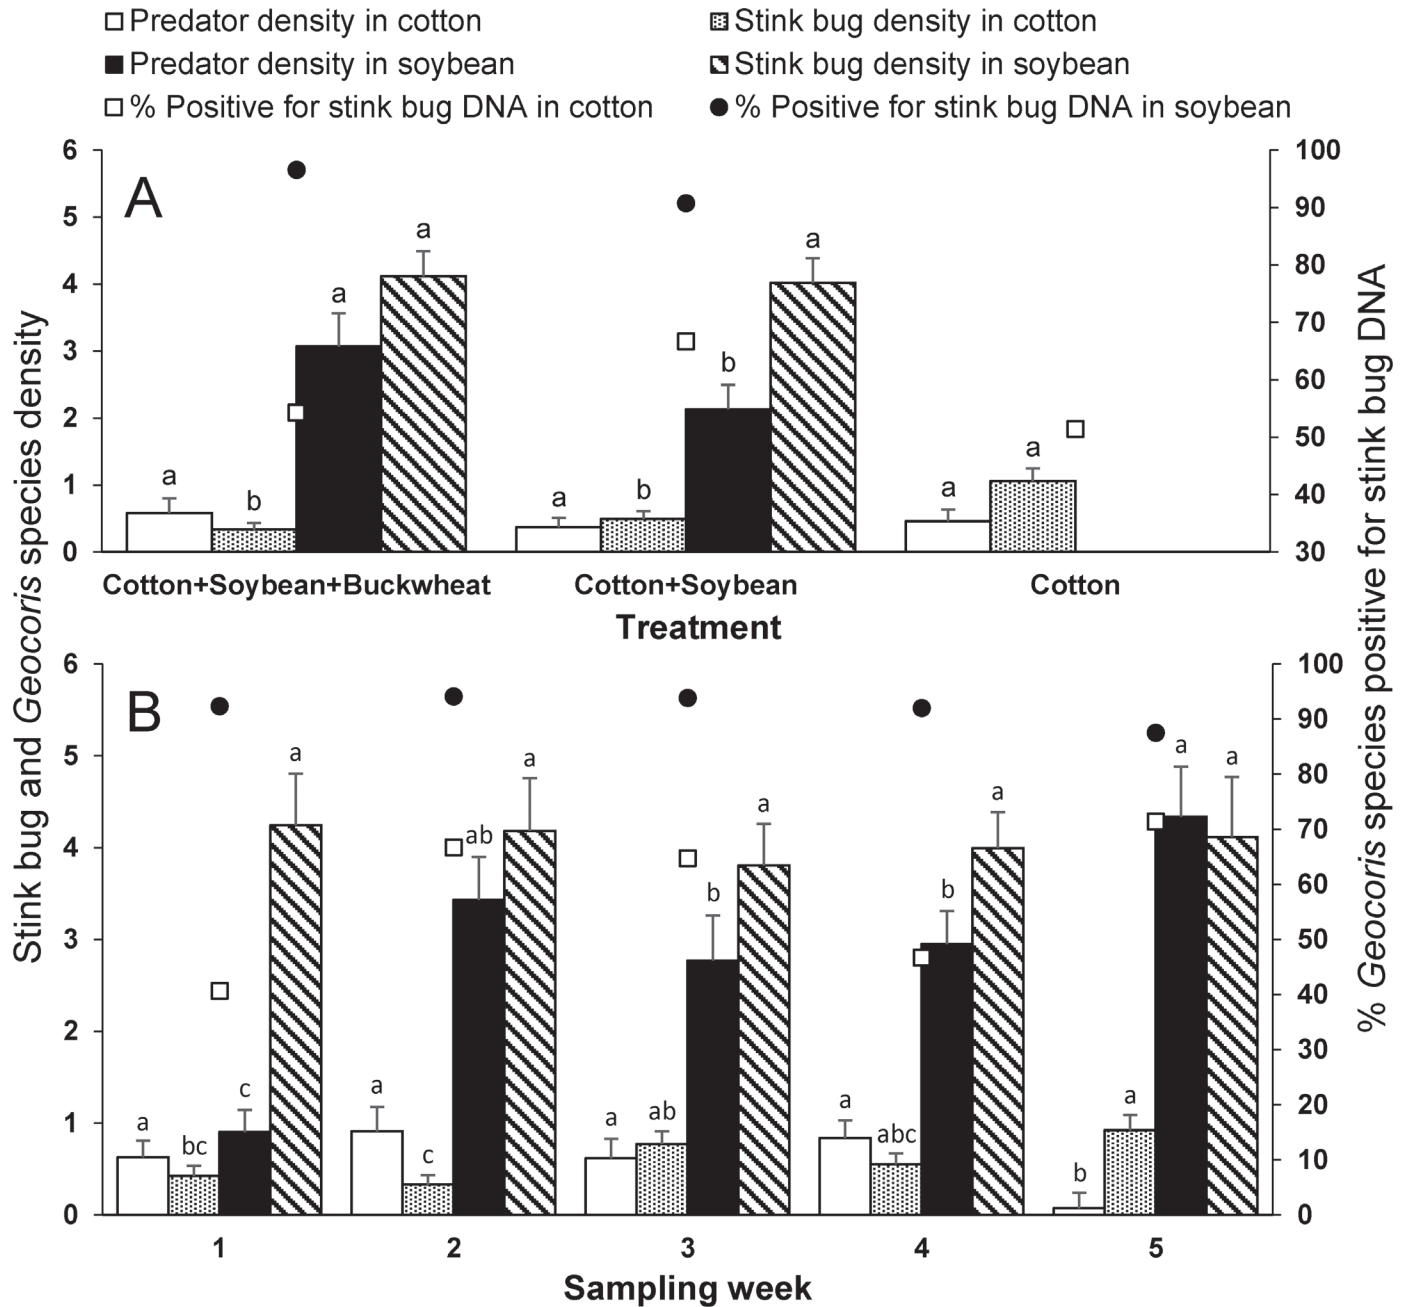 Predator density in cotton
Stink bug density in cotton
Predator density in soybean
Stink bug density in soybean
% Positive for stink bug DNA in cotton
% Positive for stink bug DNA in soybean
Stink bug and Geocoris species density
% Geocoris species positive for stink bug DNA
A
6
5
4
3
2
1
0
100
90
80
70
60
50
40
30
a
b
a
a
a
b
b
a
a
a
Cotton+Soybean+Buckwheat
Cotton+Soybean
Cotton
Treatment
B
6
5
4
3
2
1
0
100
90
80
70
60
50
40
30
20
10
0
a
bc
c
a
a
c
ab
a
a
ab
b
a
a
abc
b
a
b
a
a
a
1
2
3
4
5
Sampling week